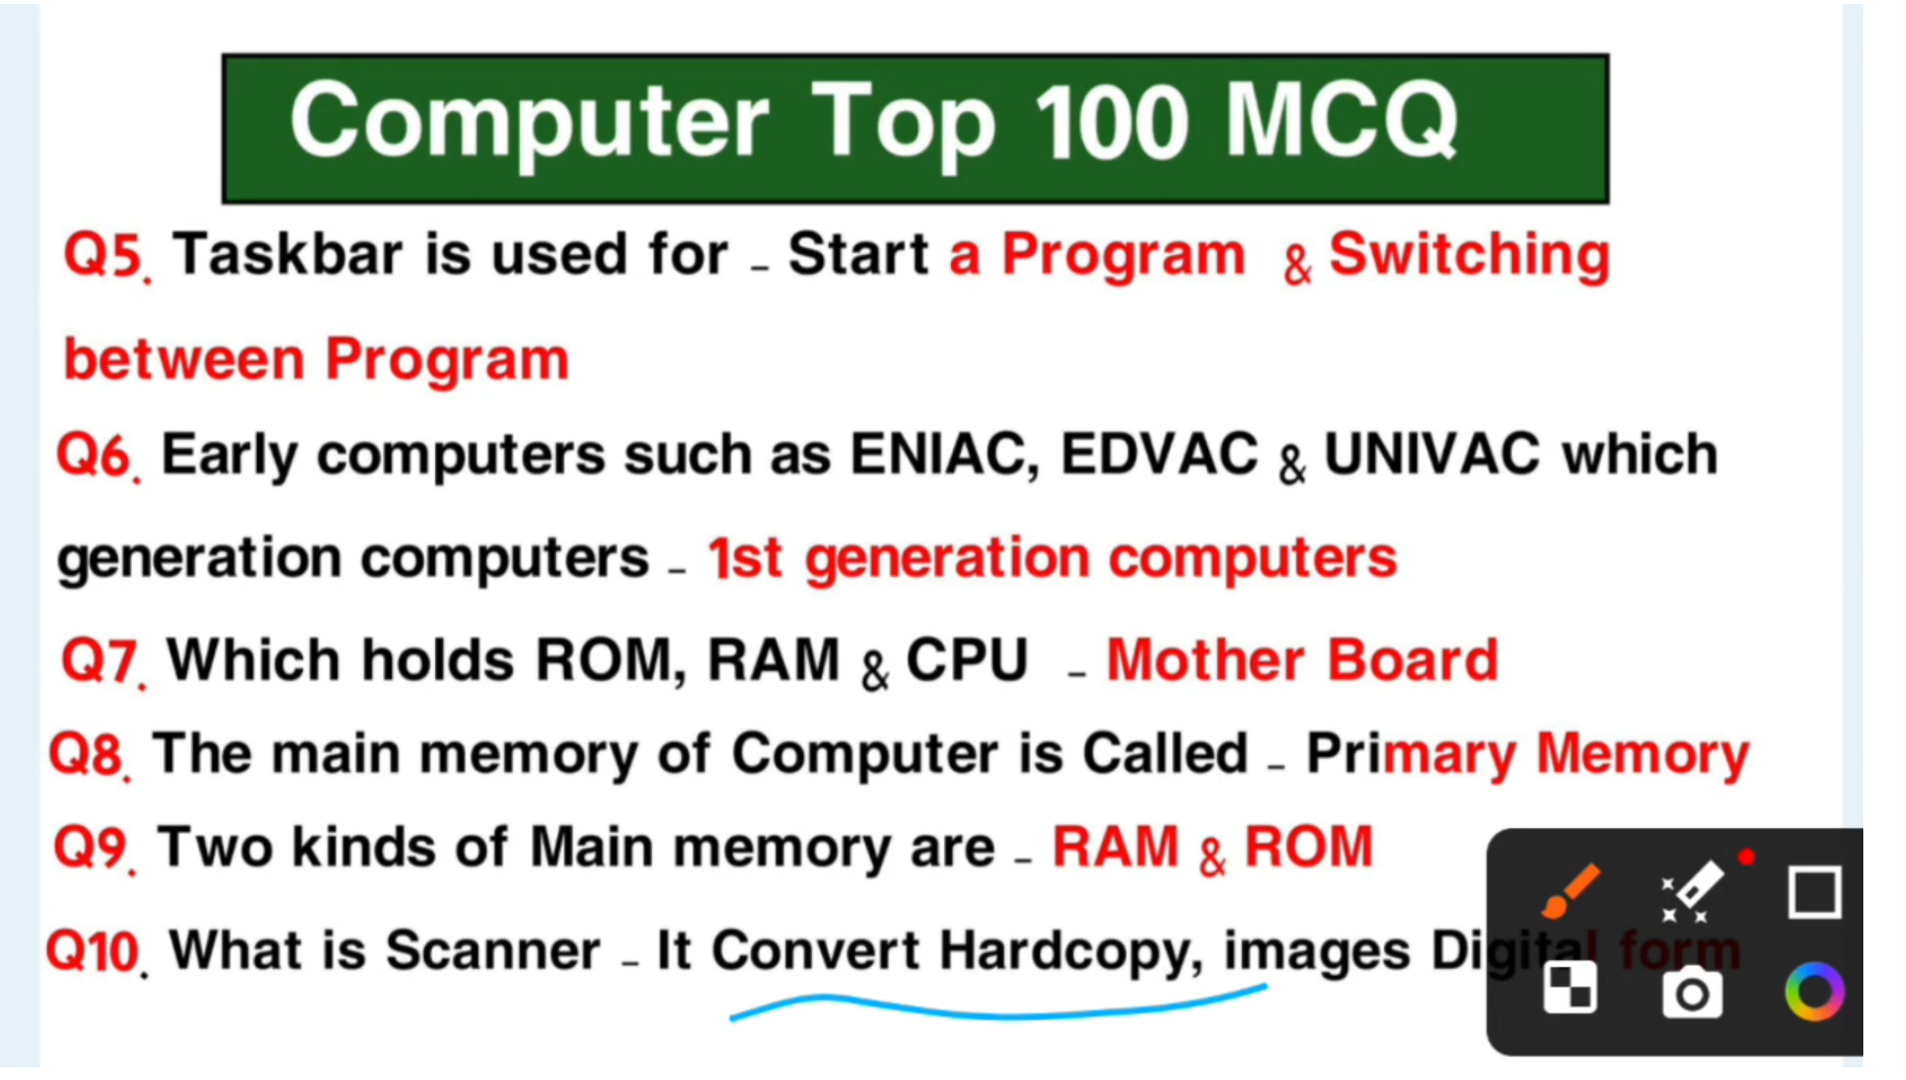 Computer Top 100 MCQ
Q5. Taskbar is used for - Start a Program & Switching
between Program
Q6. Early computers such as ENIAC, EDVAC & UNIVAC which
generation computers - 1st generation computers
Q7. Which holds ROM, RAM & CPU - Mother Board
Q8. The main memory of Computer is Called - Primary Memory
Q9. Two kinds of Main memory are - RAM & ROM
Q10. What is Scanner - It Convert Hardcopy, images Digital form